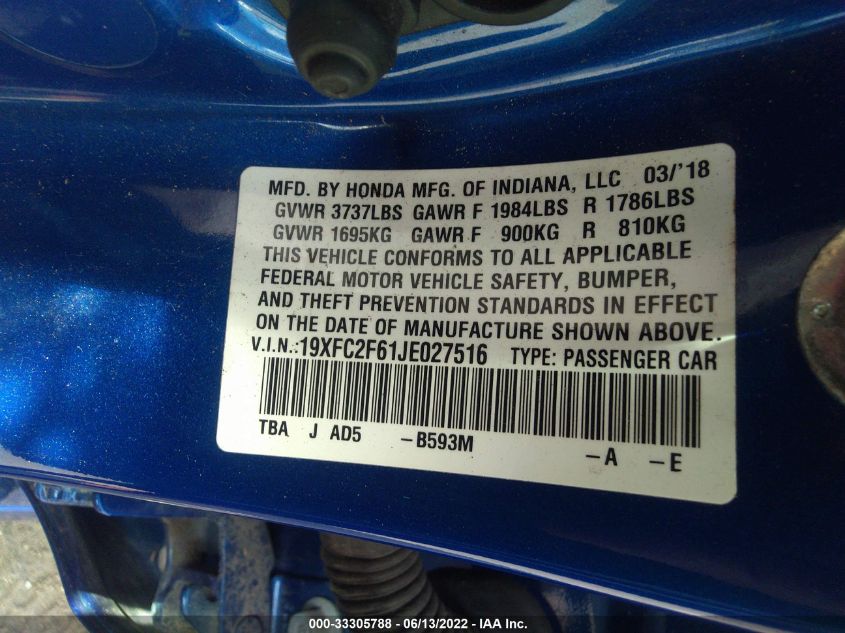 MFD. BY HONDA MFG. OF INDIANA, LLC 03/'18
GVWR 3737LBS GAWR F 1984LBS R 1786LBS
GVWR 1695KG GAWR F 900KG R 810KG
THIS VEHICLE CONFORMS TO ALL APPLICABLE
FEDERAL MOTOR VEHICLE SAFETY, BUMPER,
AND THEFT PREVENTION STANDARDS IN EFFECT
ON THE DATE OF MANUFACTURE SHOWN ABOVE.
V.I.N.:19XFC2F61JE027516 TYPE: PASSENGER CAR
TBA J AD5 -B593M
-A -E
000-33305788 - 06/13/2022 - IAA Inc.